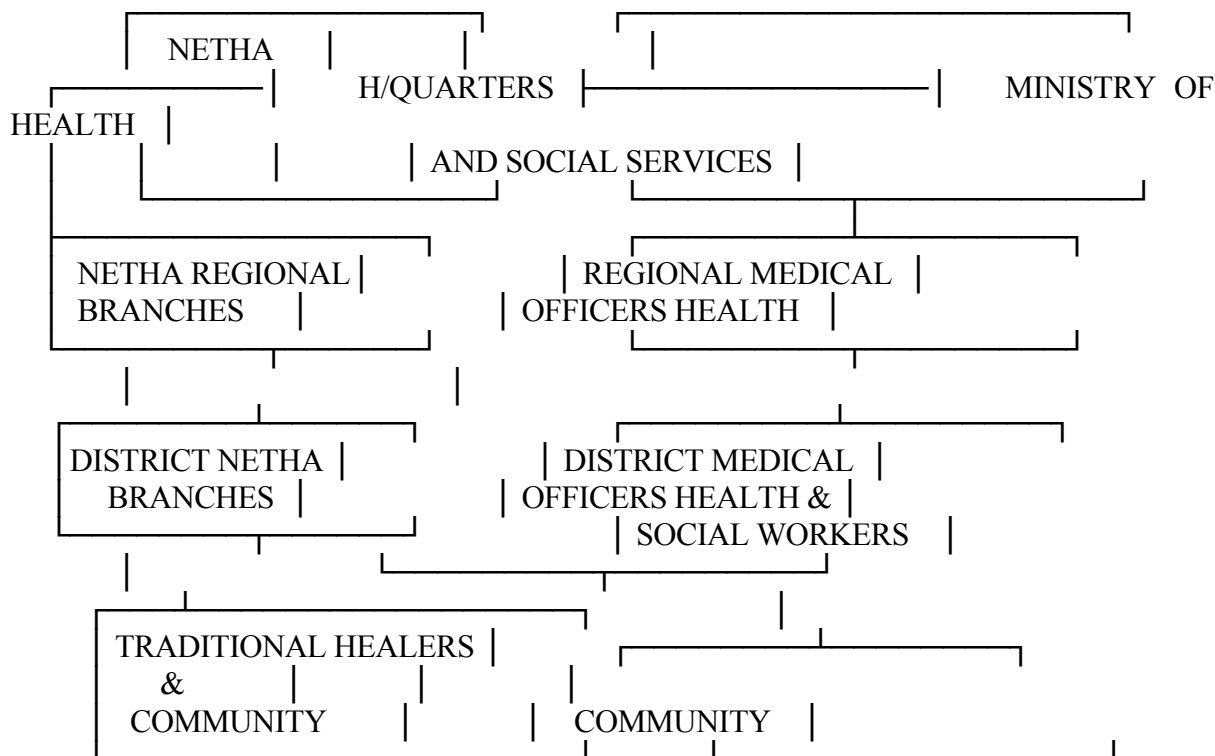 NETHA
H/QUARTERS MINISTRY OF
HEALTH
AND SOCIAL SERVICES
NETHA REGIONAL REGIONAL MEDICAL
BRANCHES OFFICERS HEALTH
DISTRICT NETHA DISTRICT MEDICAL
BRANCHES OFFICERS HEALTH &
SOCIAL WORKERS
TRADITIONAL HEALERS
&
COMMUNITY COMMUNITY